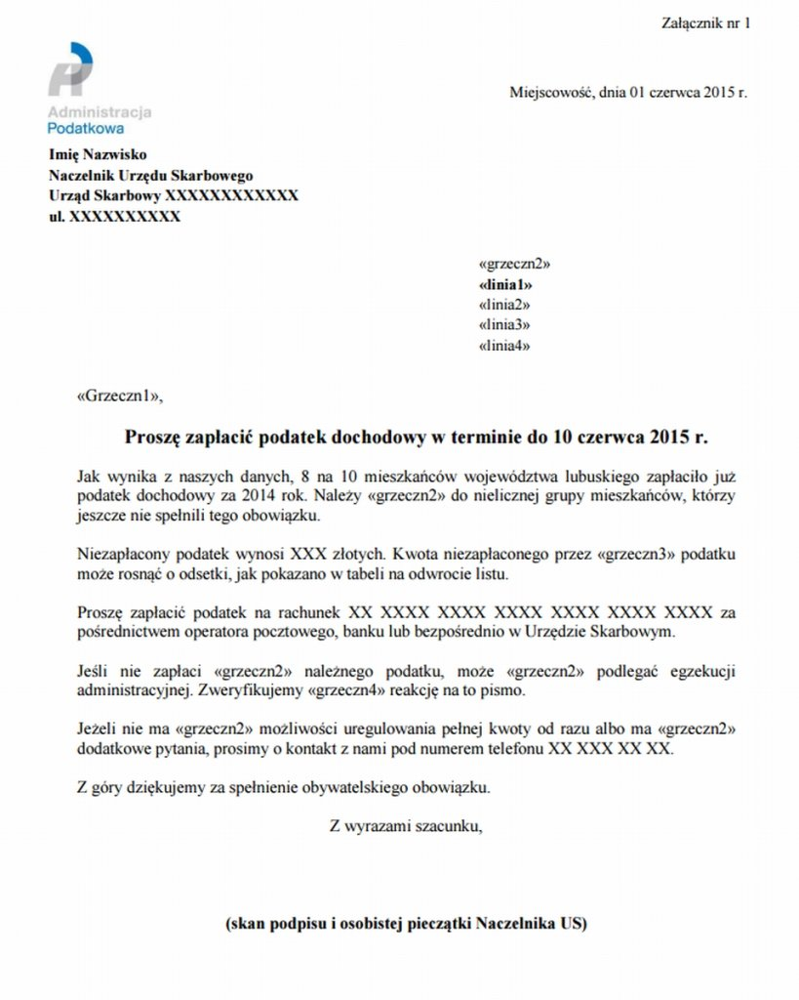 Załącznik nr 1
Administracja
Podatkowa
Miejscowość, dnia 01 czerwca 2015 r.
Imię Nazwisko
Naczelnik Urzędu Skarbowego
Urząd Skarbowy XXXXXXXXXXXX
ul. XXXXXXXXXX
«grzeczn2»
«linia1»
«linia2»
«linia3»
«linia4»
«Grzeczn1»,
Proszę zapłacić podatek dochodowy w terminie do 10 czerwca 2015 r.
Jak wynika z naszych danych, 8 na 10 mieszkańców województwa lubuskiego zapłaciło już
podatek dochodowy za 2014 rok. Należy «grzeczn2» do nielicznej grupy mieszkańców, którzy
jeszcze nie spełnili tego obowiązku.
Niezapłacony podatek wynosi XXX złotych. Kwota niezapłaconego przez «grzeczn3» podatku
może rosnąć o odsetki, jak pokazano w tabeli na odwrocie listu.
Proszę zapłacić podatek na rachunek XX XXXX XXXX XXXX XXXX XXXX XXXX za
pośrednictwem operatora pocztowego, banku lub bezpośrednio w Urzędzie Skarbowym.
Jeśli nie zapłaci «grzeczn2» należnego podatku, może «grzeczn2» podlegać egzekucji
administracyjnej. Zweryfikujemy «grzeczn4» reakcję na to pismo.
Jeżeli nie ma «grzeczn2» możliwości uregulowania pełnej kwoty od razu albo ma «grzeczn2»
dodatkowe pytania, prosimy o kontakt z nami pod numerem telefonu XX XXX XX XX.
Z góry dziękujemy za spełnienie obywatelskiego obowiązku.
Z wyrazami szacunku,
(skan podpisu i osobistej pieczątki Naczelnika US)